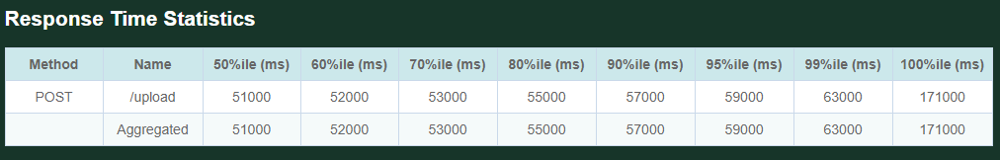 Response Time Statistics
Method Name 50%ile (ms) 60%ile (ms) 70%ile (ms) 80%ile (ms) 90%ile (ms) 95%ile (ms) 99%ile (ms) 100%ile (ms)
POST /upload 51000 52000 53000 55000 57000 59000 63000 171000
Aggregated 51000 52000 53000 55000 57000 59000 63000 171000